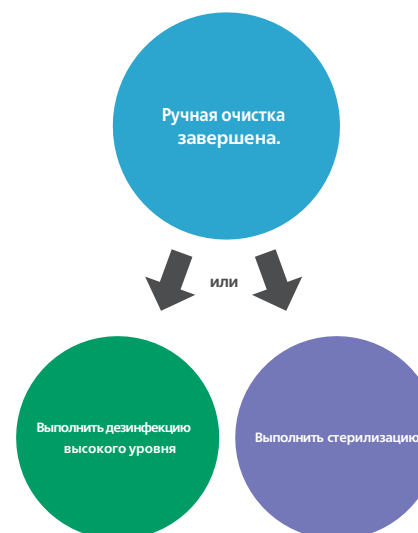 Ручная очистка
завершена.
или
Выполнить дезинфекцию
высокого уровня
Выполнить стерилизацию